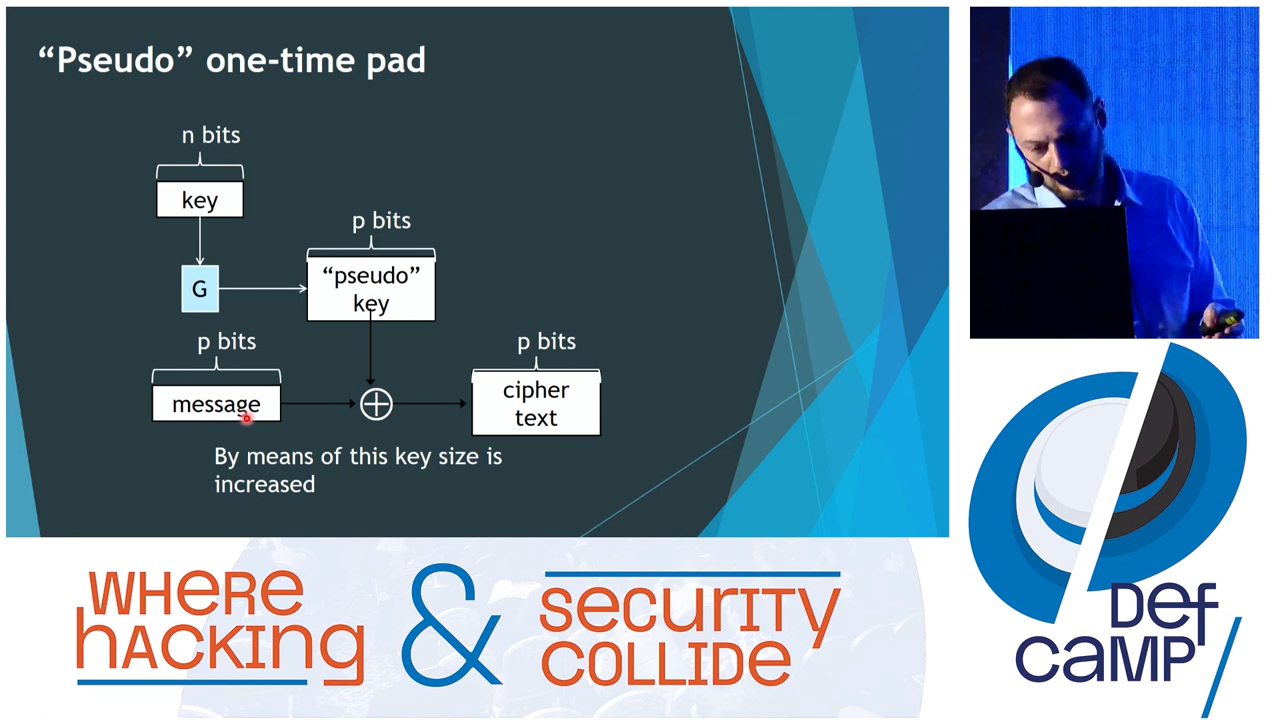 “Pseudo” one-time pad
n bits
key
p bits
G
“pseudo”
key
p bits
message
p bits
cipher
text
By means of this key size is
increased
WHERE
HACKING
&
SECURITY
COLLIDE
DEF
CAMP